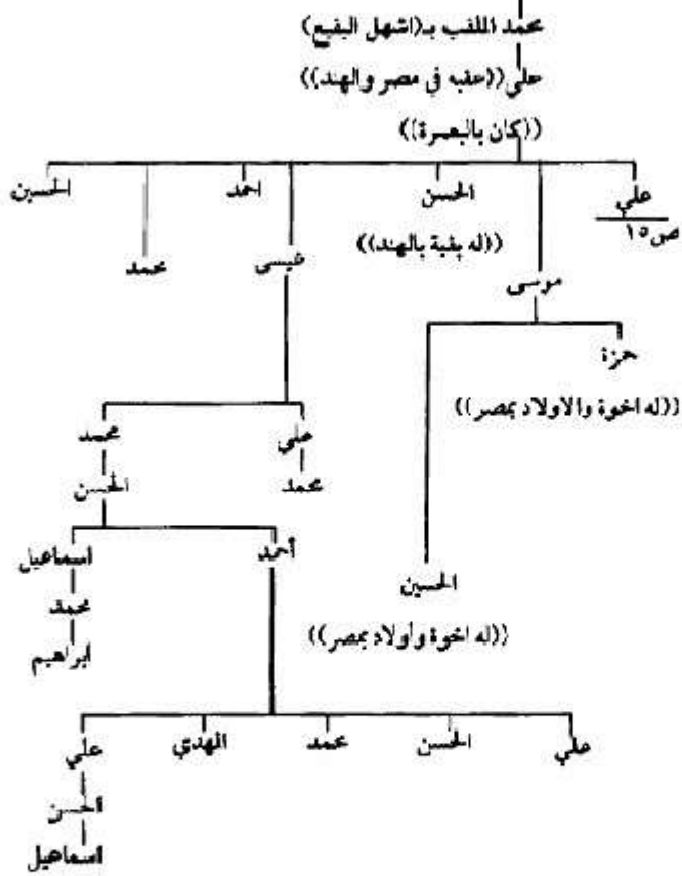 محمد الملقب بـ(اشهل البقيع)
علي((عقبه في مصر والهند))
((كان بالبصرة))
علي
ص١٥
موسى
الحسن
((له بقية بالهند))
عيسى
احمد
محمد
الحسين
حمزة
((له اخوة والاولاد بمصر))
الحسين
((له اخوة وأولاد بمصر))
علي
محمد
محمد
الحسن
أحمد
اسماعيل
محمد
ابراهيم
علي
الحسن
محمد
المهدي
علي
الحسن
اسماعيل